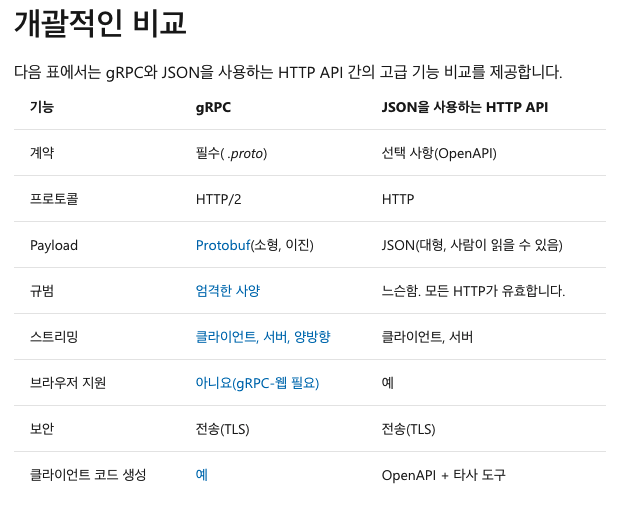 개괄적인 비교
다음 표에서는 gRPC와 JSON을 사용하는 HTTP API 간의 고급 기능 비교를 제공합니다.
기능 gRPC JSON을 사용하는 HTTP API
계약 필수( .proto) 선택 사항(OpenAPI)
프로토콜 HTTP/2 HTTP
Payload Protobuf(소형, 이진) JSON(대형, 사람이 읽을 수 있음)
규범 엄격한 사양 느슨함. 모든 HTTP가 유효합니다.
스트리밍 클라이언트, 서버, 양방향 클라이언트, 서버
브라우저 지원 아니요(gRPC-웹 필요) 예
보안 전송(TLS) 전송(TLS)
클라이언트 코드 생성 예 OpenAPI + 타사 도구